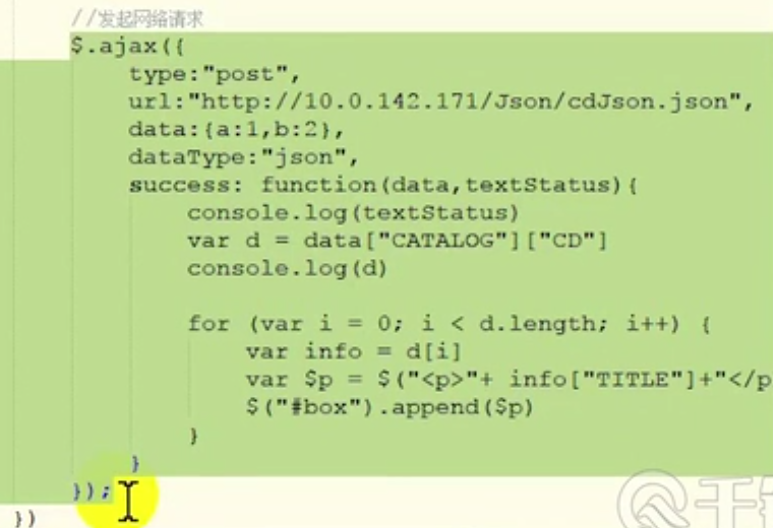 //发起网络请求
$.ajax({
type:"post",
url:"http://10.0.142.171/Json/cdJson.json",
data:{a:1,b:2},
dataType:"json",
success: function(data,textStatus){
console.log(textStatus)
var d = data["CATALOG"]["CD"]
console.log(d)
for (var i = 0; i < d.length; i++) {
var info = d[i]
var $p = $("<p>"+ info["TITLE"]+"</p
$("#box").append($p)
}
}
});
})
千